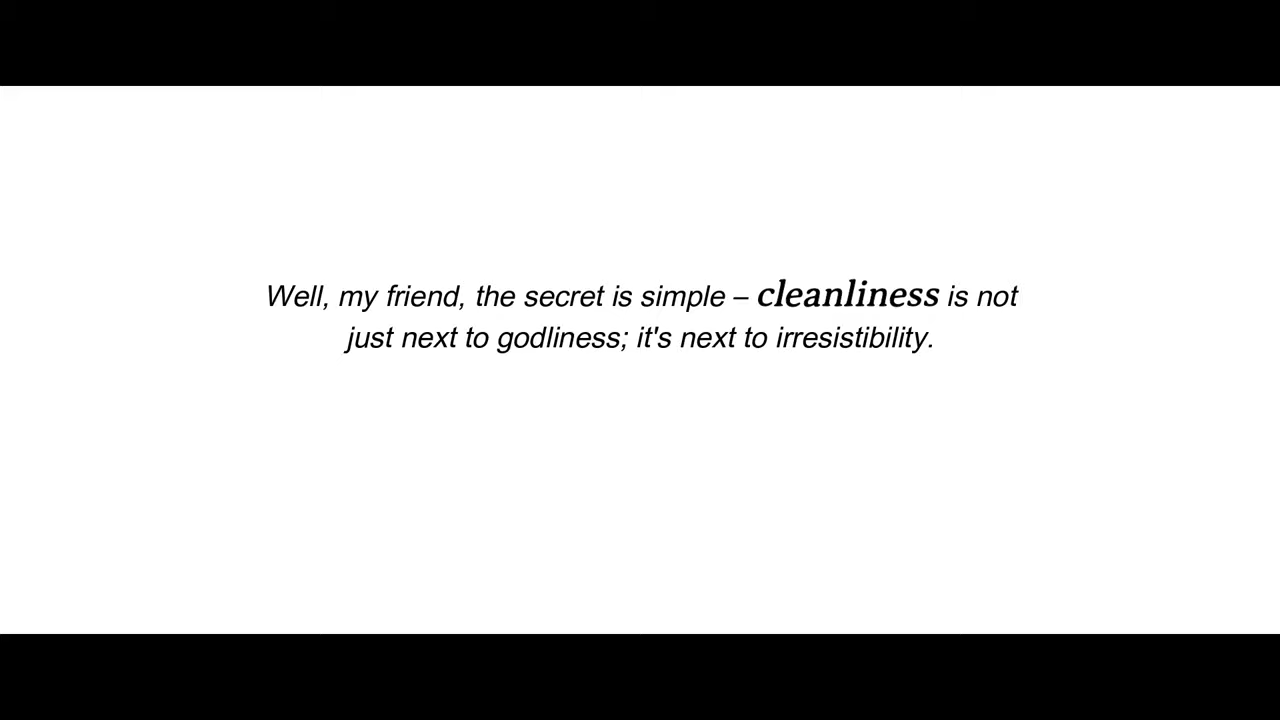 Well, my friend, the secret is simple – cleanliness is not
just next to godliness; it's next to irresistibility.